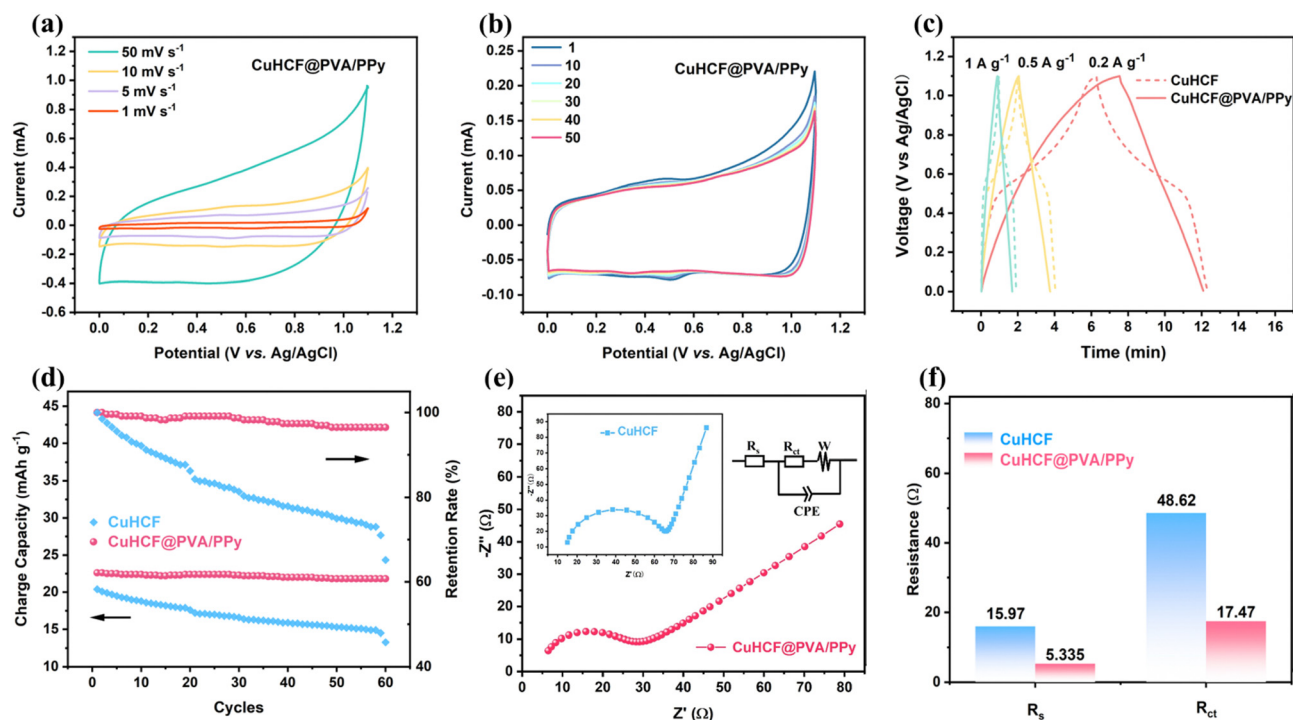 (a)
1.2
1.0
0.8
0.6
0.4
0.2
0.0
-0.2
-0.4
-0.6
Current (mA)
50 mV s⁻¹
10 mV s⁻¹
5 mV s⁻¹
1 mV s⁻¹
CuHCF@PVA/PPy
0.0 0.2 0.4 0.6 0.8 1.0 1.2
Potential (V vs. Ag/AgCl)
(b)
0.25
0.20
0.15
0.10
0.05
0.00
-0.05
-0.10
Current (mA)
1
10
20
30
40
50
CuHCF@PVA/PPy
0.0 0.2 0.4 0.6 0.8 1.0 1.2
Potential (V vs. Ag/AgCl)
(c)
1.4
1.2
1.0
0.8
0.6
0.4
0.2
0.0
Voltage (V vs Ag/AgCl)
1 A g⁻¹ 0.5 A g⁻¹ 0.2 A g⁻¹
CuHCF
CuHCF@PVA/PPy
0 2 4 6 8 10 12 14 16
Time (min)
(d)
45
40
35
30
25
20
15
10
Charge Capacity (mAh g⁻¹)
CuHCF
CuHCF@PVA/PPy
100
80
60
40
Retention Rate (%)
0 10 20 30 40 50 60
Cycles
(e)
80
70
60
50
40
30
20
10
0
-Z'' (Ω)
90
80
70
60
50
40
30
20
10
-Z'' (Ω)
CuHCF
10 20 30 40 50 60 70 80 90
Z' (Ω)
Rs Rct W
CPE
CuHCF@PVA/PPy
0 10 20 30 40 50 60 70 80
Z' (Ω)
(f)
80
60
40
20
0
Resistance (Ω)
CuHCF
CuHCF@PVA/PPy
15.97
5.335
48.62
17.47
Rs Rct